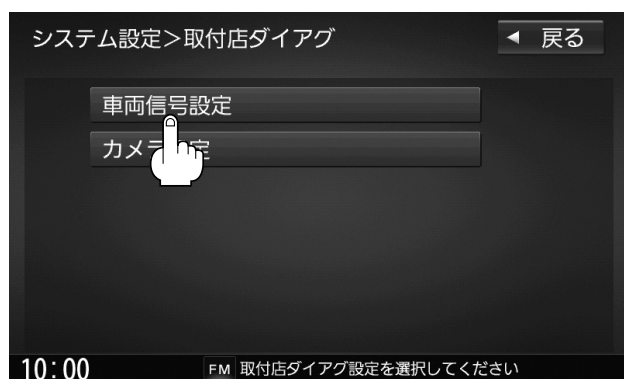 システム設定＞取付店ダイアグ
◀ 戻る
車両信号設定
カメラ設定
10:00 FM 取付店ダイアグ設定を選択してください